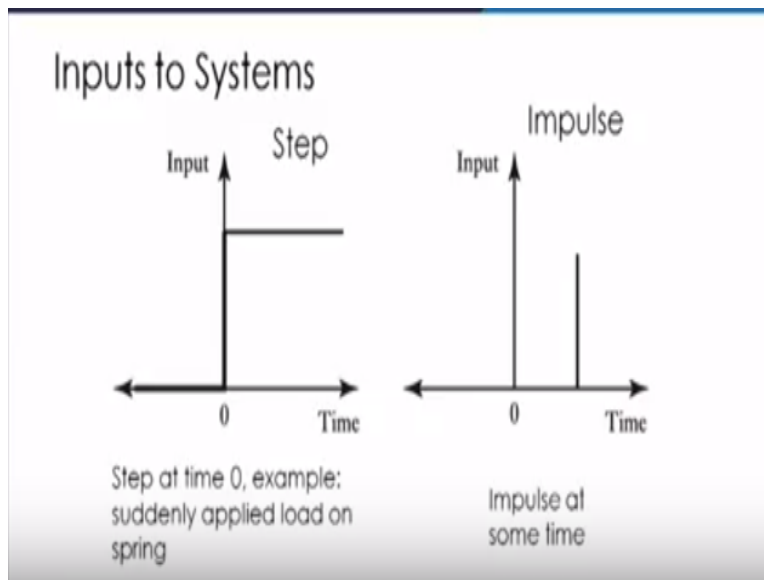 Inputs to Systems
Step
Input
0
Time
Step at time 0, example:
suddenly applied load on
spring
Impulse
Input
0
Time
Impulse at
some time